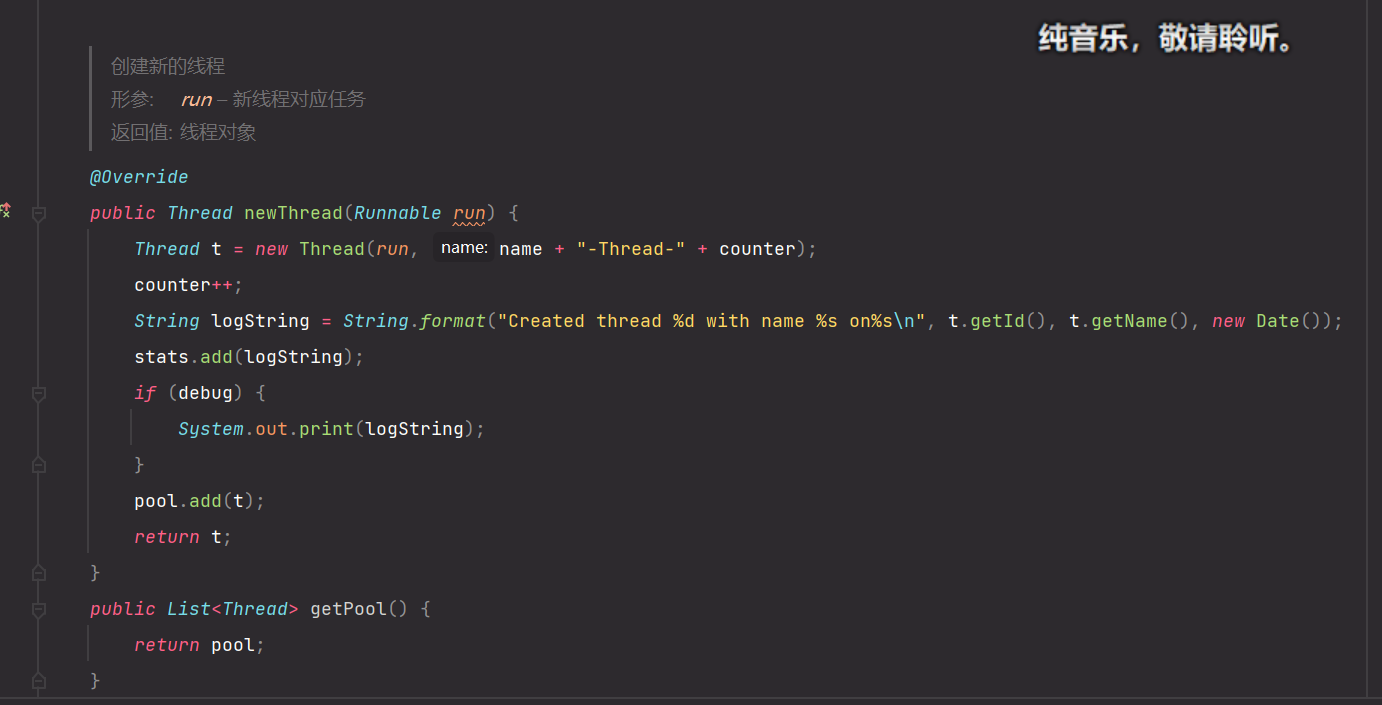 纯音乐，敬请聆听。
创建新的线程
形参: run – 新线程对应任务
返回值: 线程对象
@Override
public Thread newThread(Runnable run) {
Thread t = new Thread(run, name: name + "-Thread-" + counter);
counter++;
String logString = String.format("Created thread %d with name %s on%s\n", t.getId(), t.getName(), new Date());
stats.add(logString);
if (debug) {
System.out.print(logString);
}
pool.add(t);
return t;
}
public List<Thread> getPool() {
return pool;
}